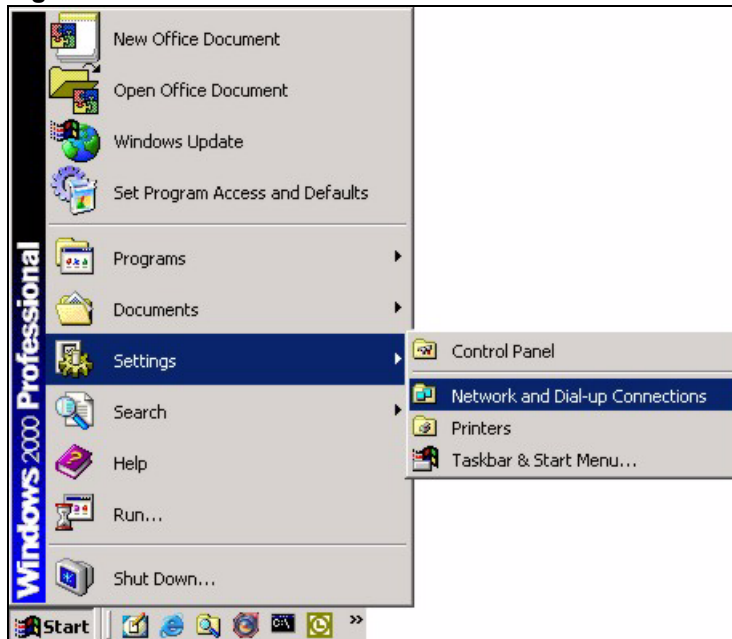 New Office Document
Open Office Document
Windows Update
Set Program Access and Defaults
Programs
Documents
Settings
Search
Help
Run...
Shut Down...
Control Panel
Network and Dial-up Connections
Printers
Taskbar & Start Menu...
Windows 2000 Professional
Start